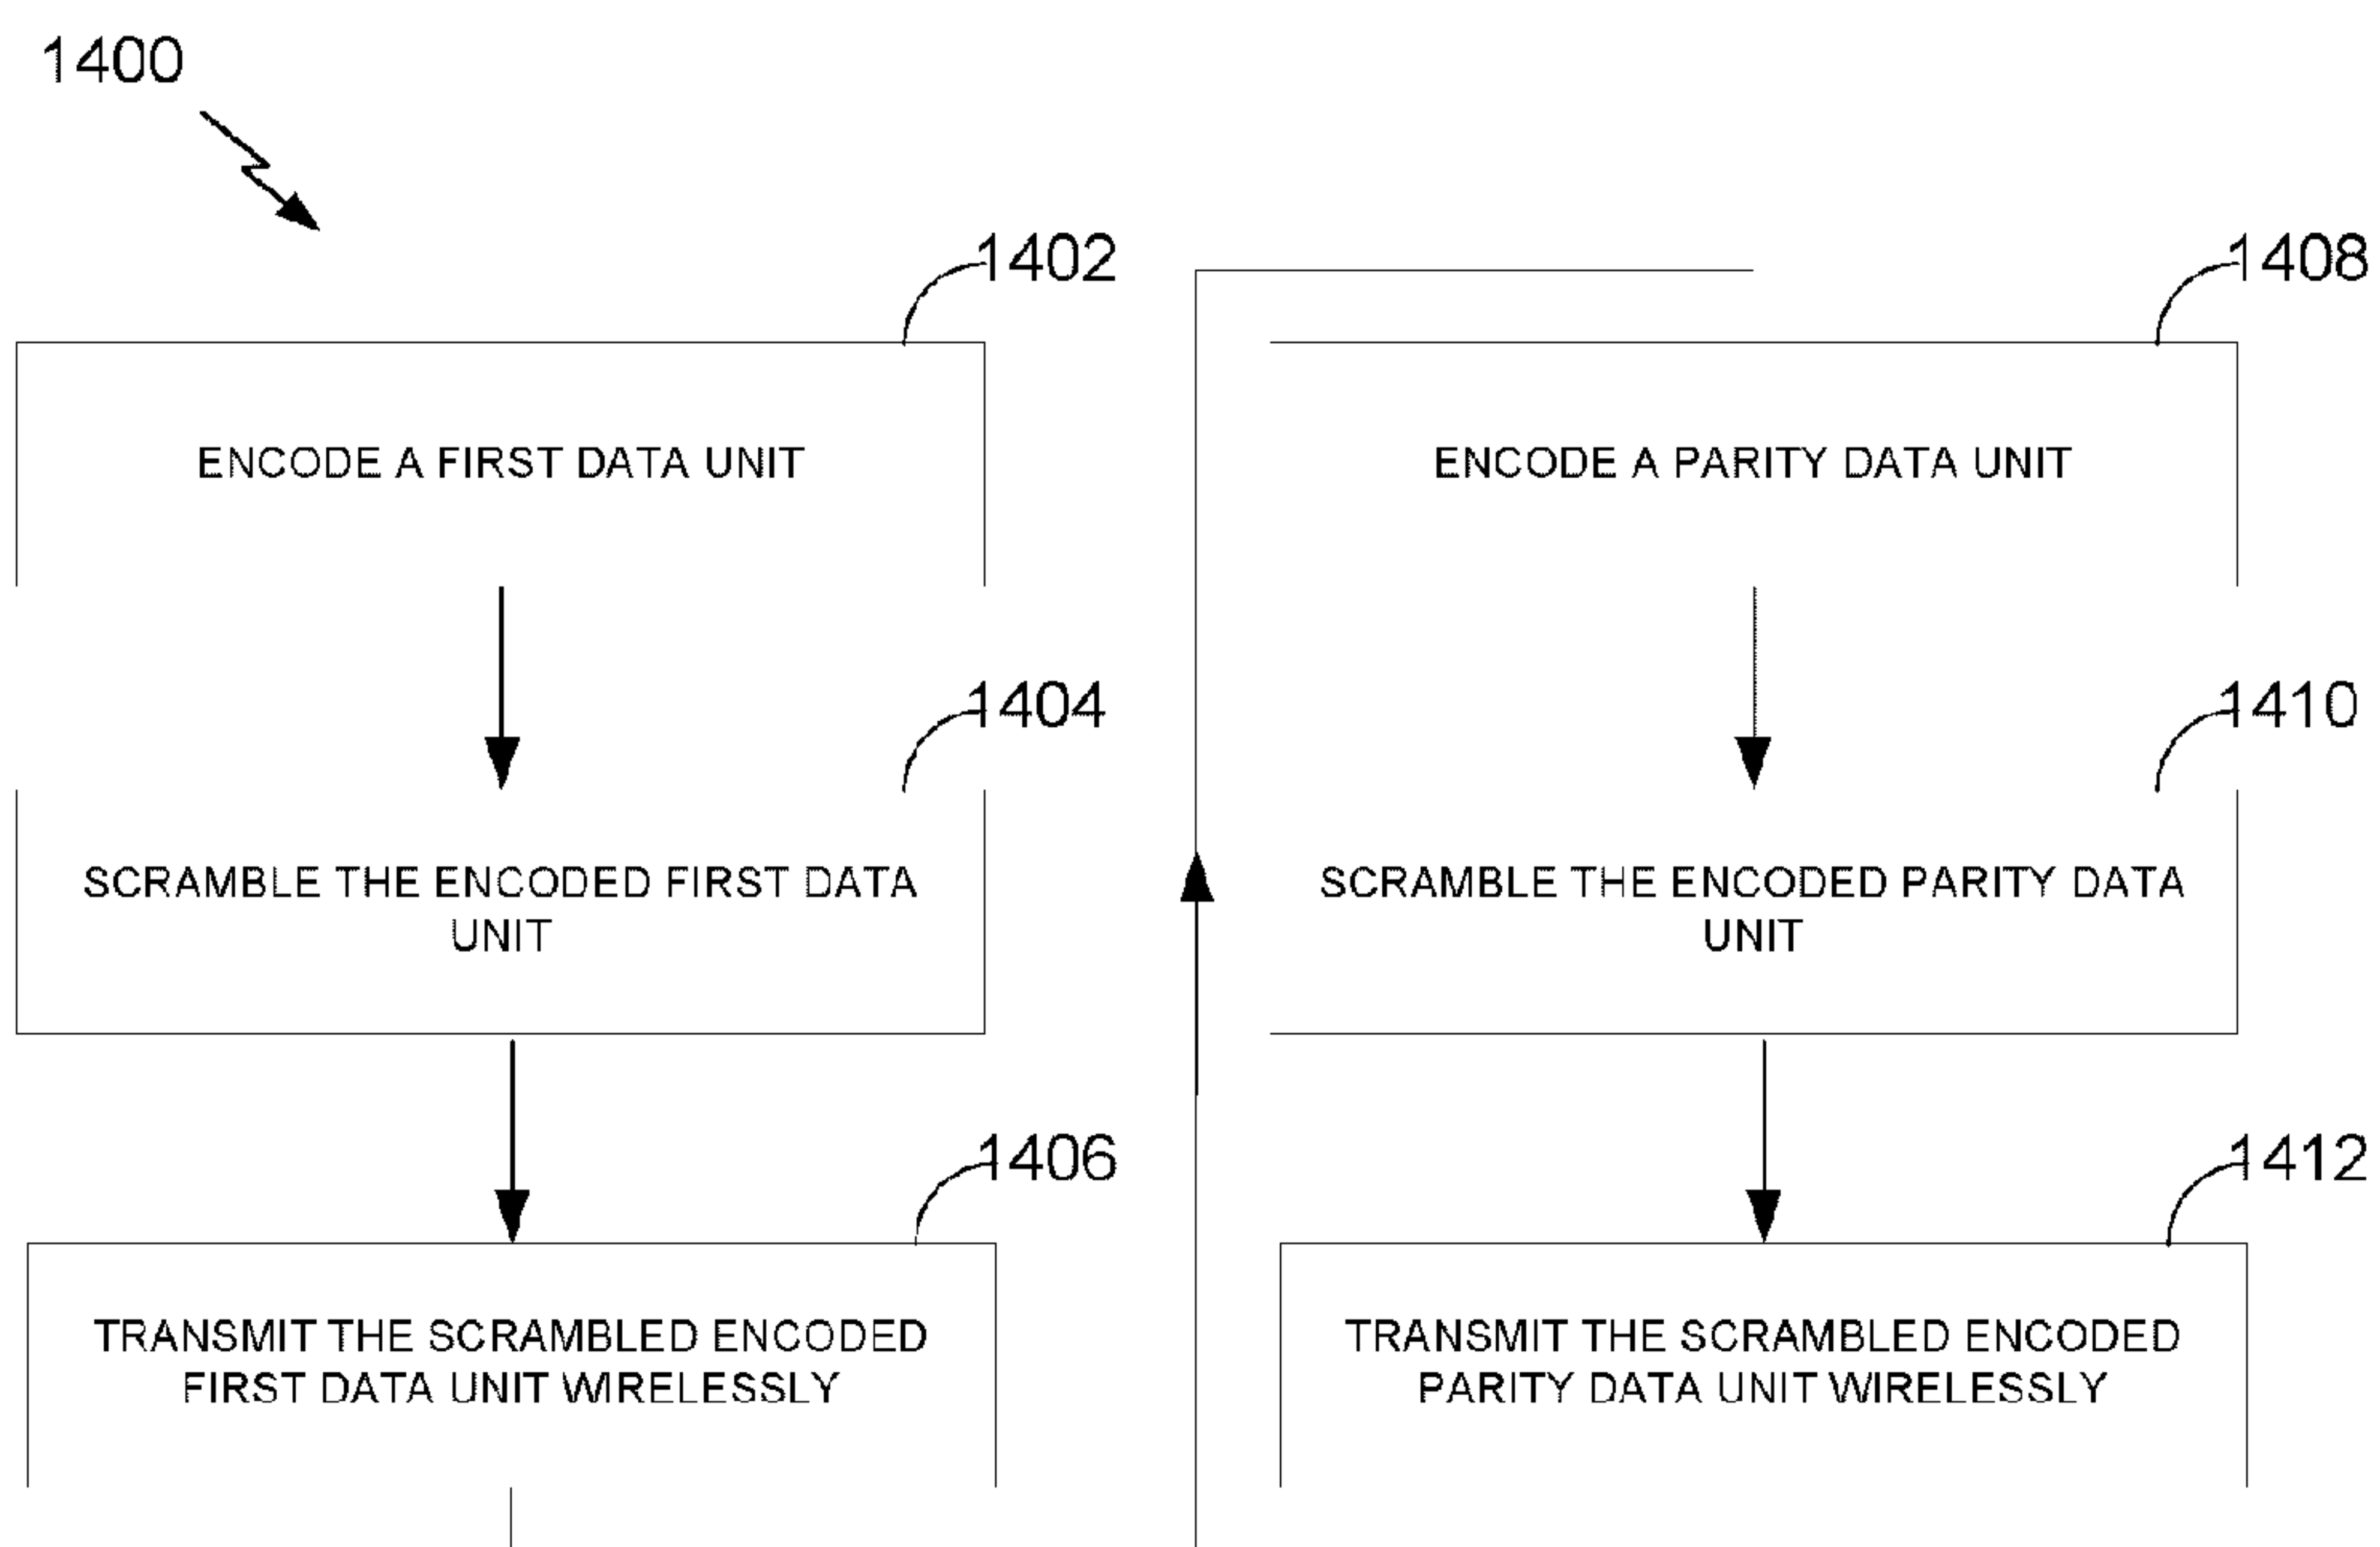 1400
1402
ENCODE A FIRST DATA UNIT
1404
SCRAMBLE THE ENCODED FIRST DATA
UNIT
1406
TRANSMIT THE SCRAMBLED ENCODED
FIRST DATA UNIT WIRELESSLY
1408
ENCODE A PARITY DATA UNIT
1410
SCRAMBLE THE ENCODED PARITY DATA
UNIT
1412
TRANSMIT THE SCRAMBLED ENCODED
PARITY DATA UNIT WIRELESSLY